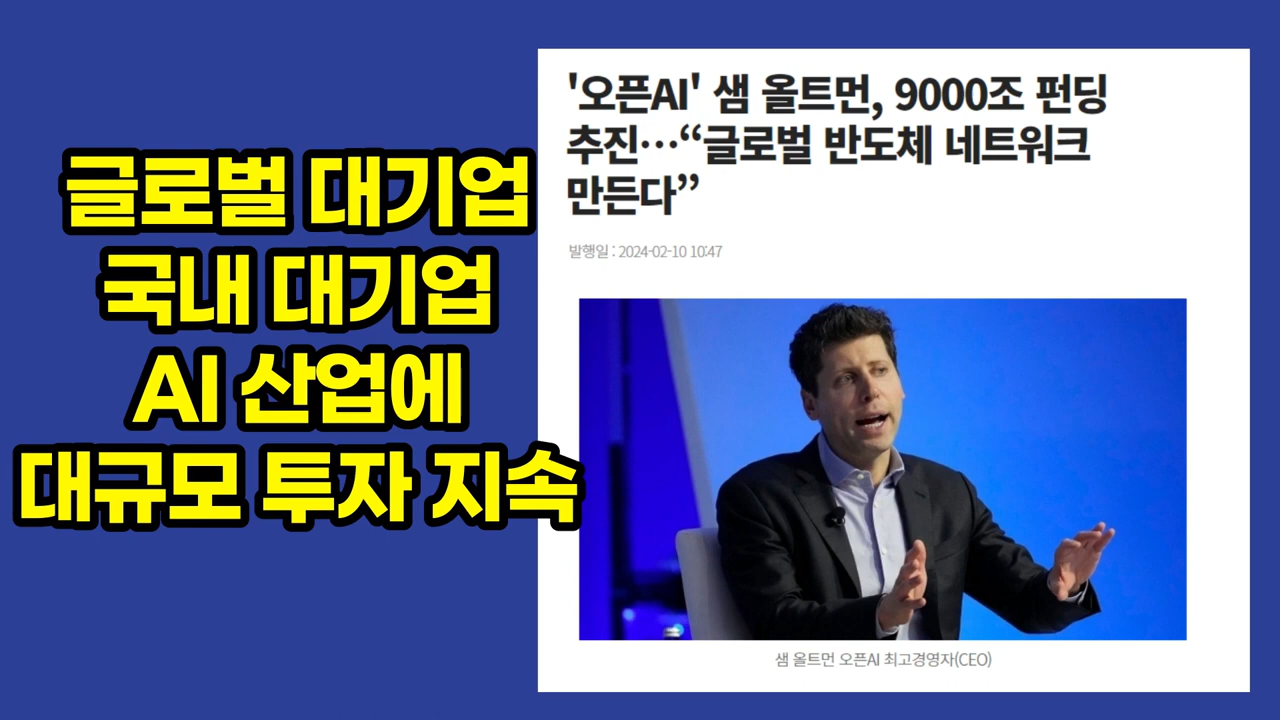 글로벌 대기업
국내 대기업
AI 산업에
대규모 투자 지속
'오픈AI' 샘 올트먼, 9000조 펀딩
추진…“글로벌 반도체 네트워크
만든다”
발행일 : 2024-02-10 10:47
샘 올트먼 오픈AI 최고경영자(CEO)